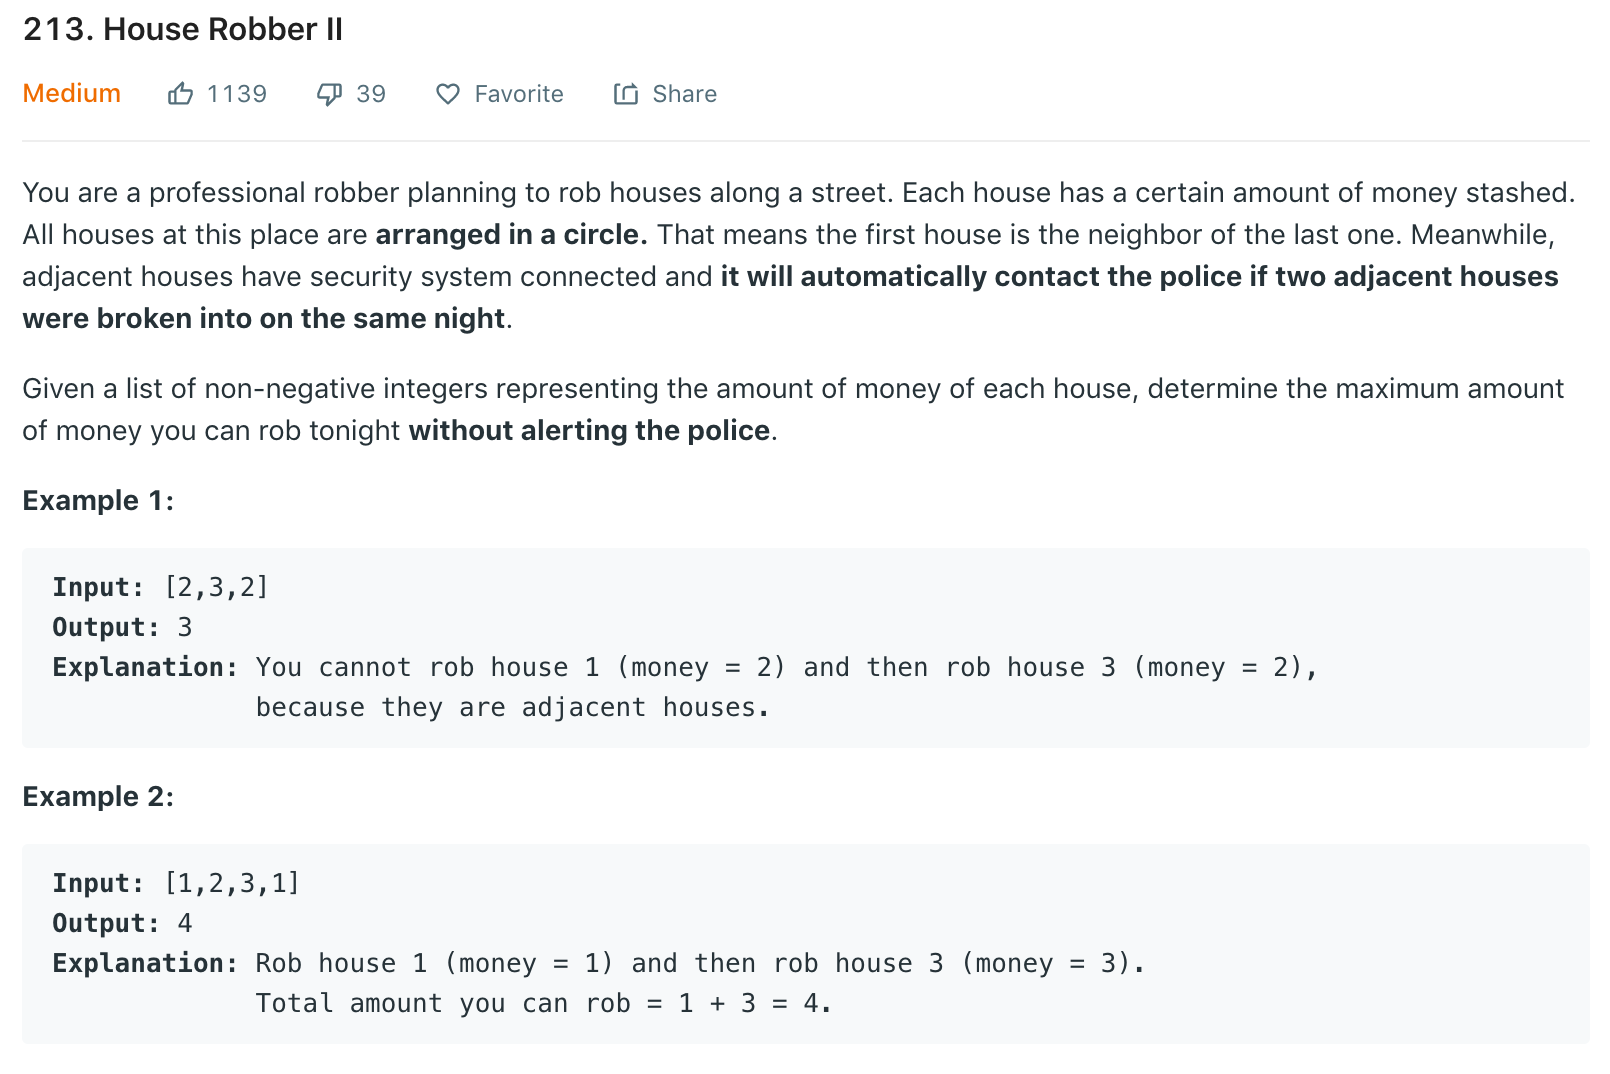 213. House Robber II
Medium 1139 39 Favorite Share
You are a professional robber planning to rob houses along a street. Each house has a certain amount of money stashed.
All houses at this place are arranged in a circle. That means the first house is the neighbor of the last one. Meanwhile,
adjacent houses have security system connected and it will automatically contact the police if two adjacent houses
were broken into on the same night.
Given a list of non-negative integers representing the amount of money of each house, determine the maximum amount
of money you can rob tonight without alerting the police.
Example 1:
Input: [2,3,2]
Output: 3
Explanation: You cannot rob house 1 (money = 2) and then rob house 3 (money = 2),
because they are adjacent houses.
Example 2:
Input: [1,2,3,1]
Output: 4
Explanation: Rob house 1 (money = 1) and then rob house 3 (money = 3).
Total amount you can rob = 1 + 3 = 4.